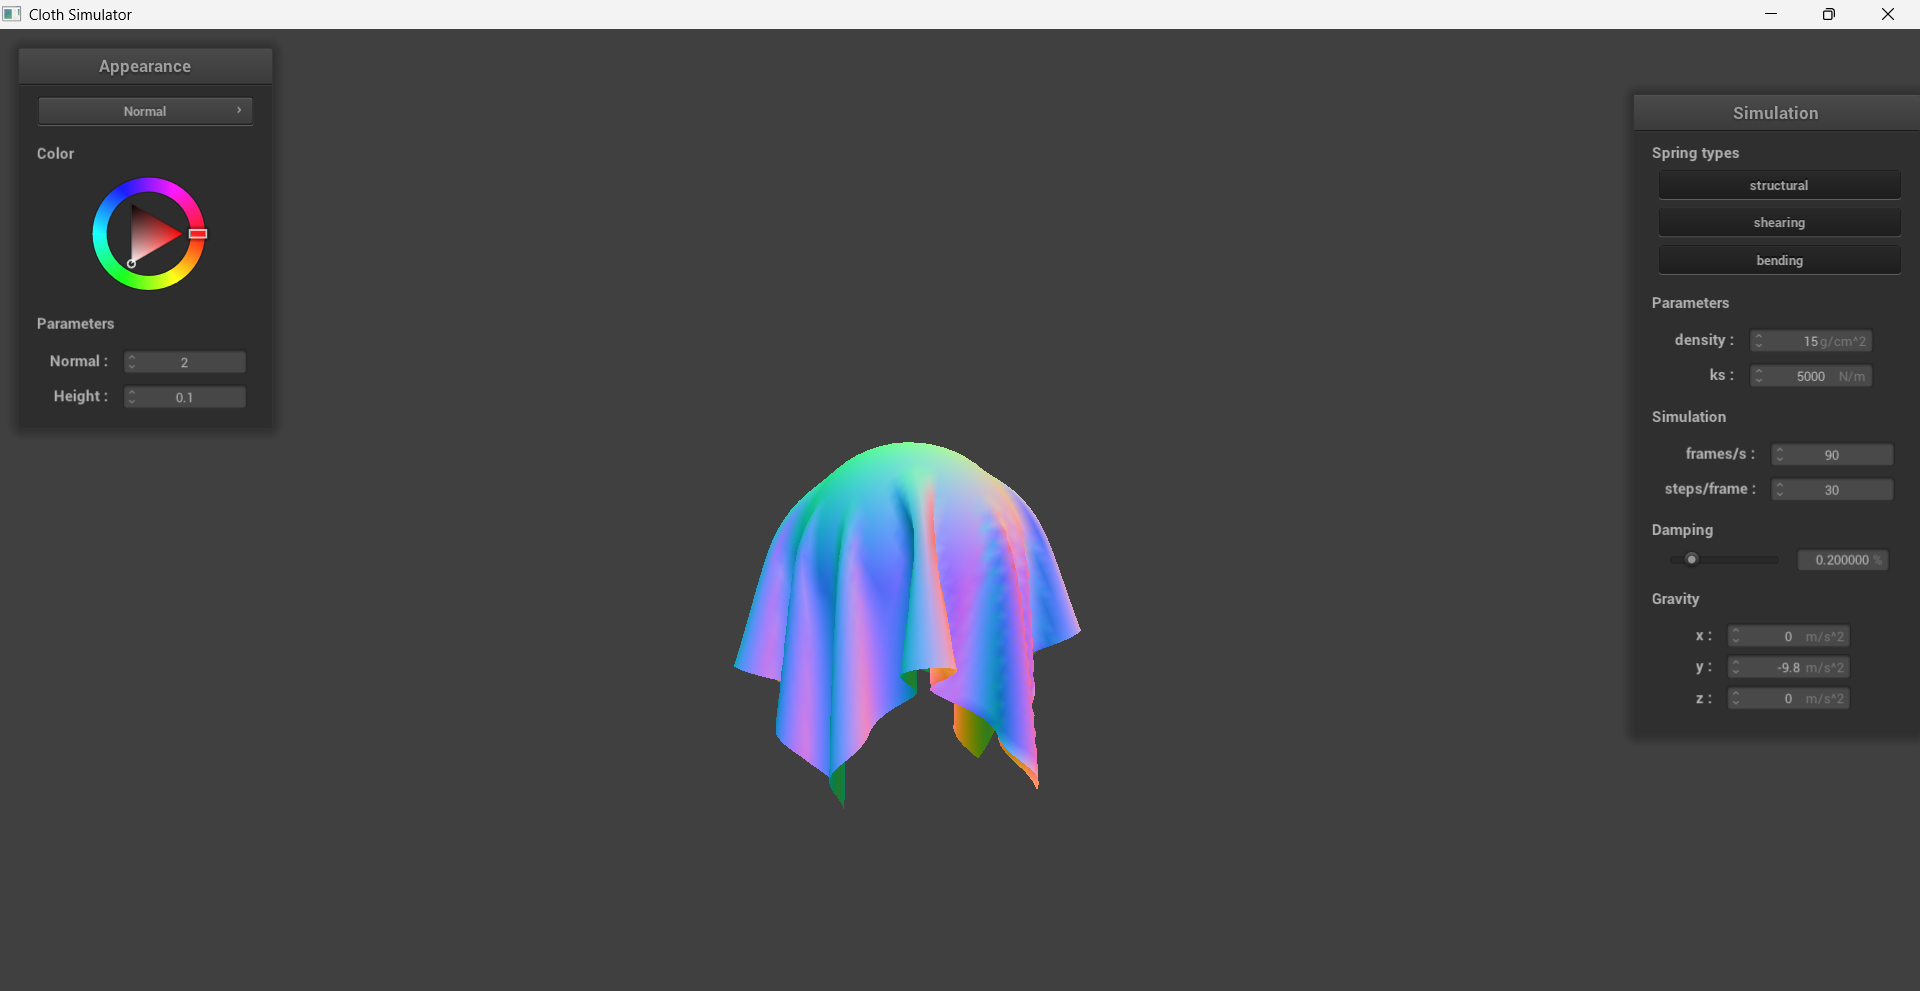 Cloth Simulator
Appearance
Normal
Color
Parameters
Normal : 2
Height : 0.1
Simulation
Spring types
structural
shearing
bending
Parameters
density : 15 g/cm^2
ks : 5000 N/m
Simulation
frames/s : 90
steps/frame : 30
Damping
0.200000 %
Gravity
x : 0 m/s^2
y : -9.8 m/s^2
z : 0 m/s^2